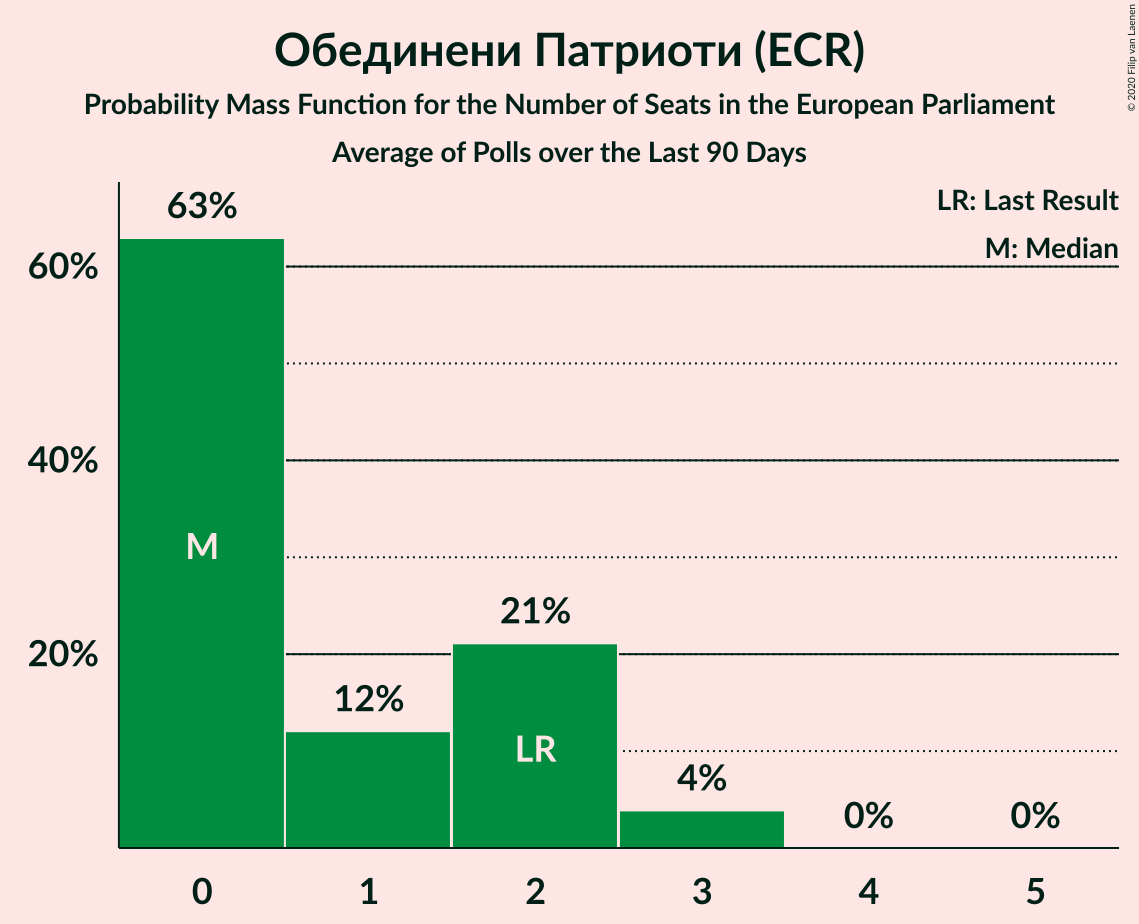 Обединени Патриоти (ECR)
Probability Mass Function for the Number of Seats in the European Parliament
Average of Polls over the Last 90 Days
© 2020 Filip van Laenen
LR: Last Result
M: Median
63%
60%
40%
M
21%
20%
12%
LR
4%
0%
0%
0 1 2 3 4 5